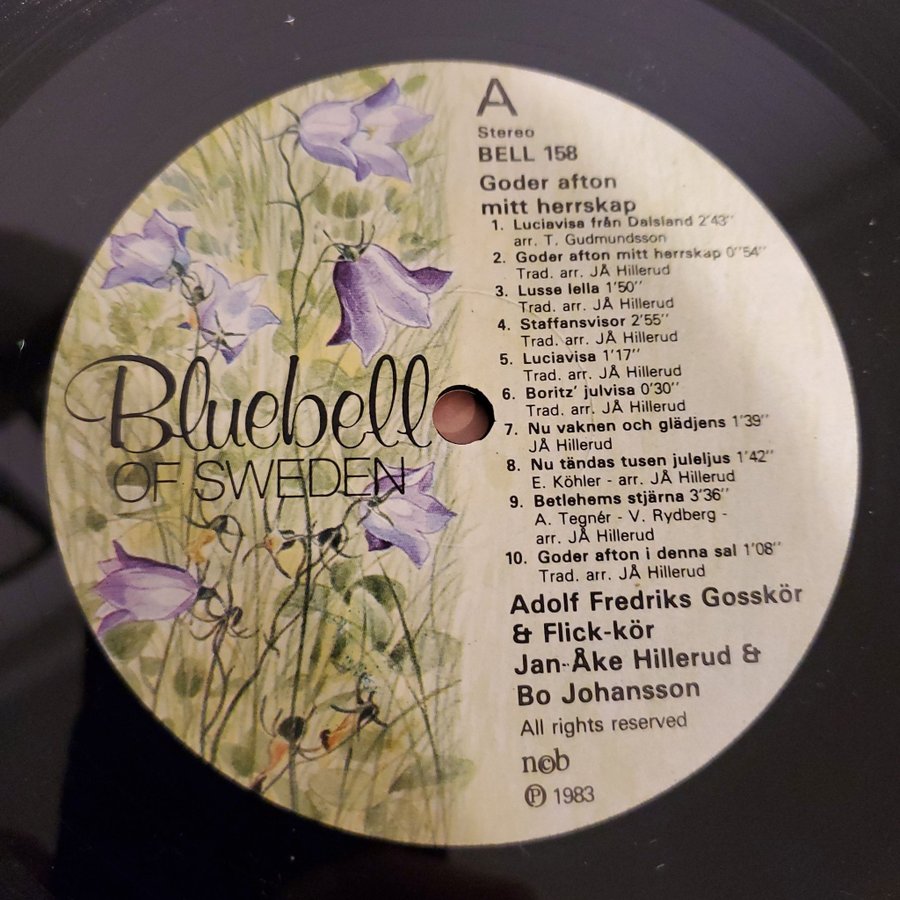 Bluebell
OF SWEDEN
A
Stereo
BELL 158
Goder afton
mitt herrskap
1. Luciavisa från Dalsland 2'43''
arr. T. Gudmundsson
2. Goder afton mitt herrskap 0''54''
Trad. arr. JÅ Hillerud
3. Lusse lella 1'50''
Trad. arr. JÅ Hillerud
4. Staffansvisor 2'55''
Trad. arr. JÅ Hillerud
5. Luciavisa 1'17''
Trad. arr. JÅ Hillerud
6. Boritz' julvisa 0'30''
Trad. arr. JÅ Hillerud
7. Nu vaknen och glädjens 1'39''
JÅ Hillerud
8. Nu tändas tusen juleljus 1'42''
E. Köhler - arr. JÅ Hillerud
9. Betlehems stjärna 3'36''
A. Tegnér - V. Rydberg -
arr. JÅ Hillerud
10. Goder afton i denna sal 1'08''
Trad. arr. JÅ Hillerud
Adolf Fredriks Gosskör
& Flick-kör
Jan-Åke Hillerud &
Bo Johansson
All rights reserved
ncb
℗ 1983